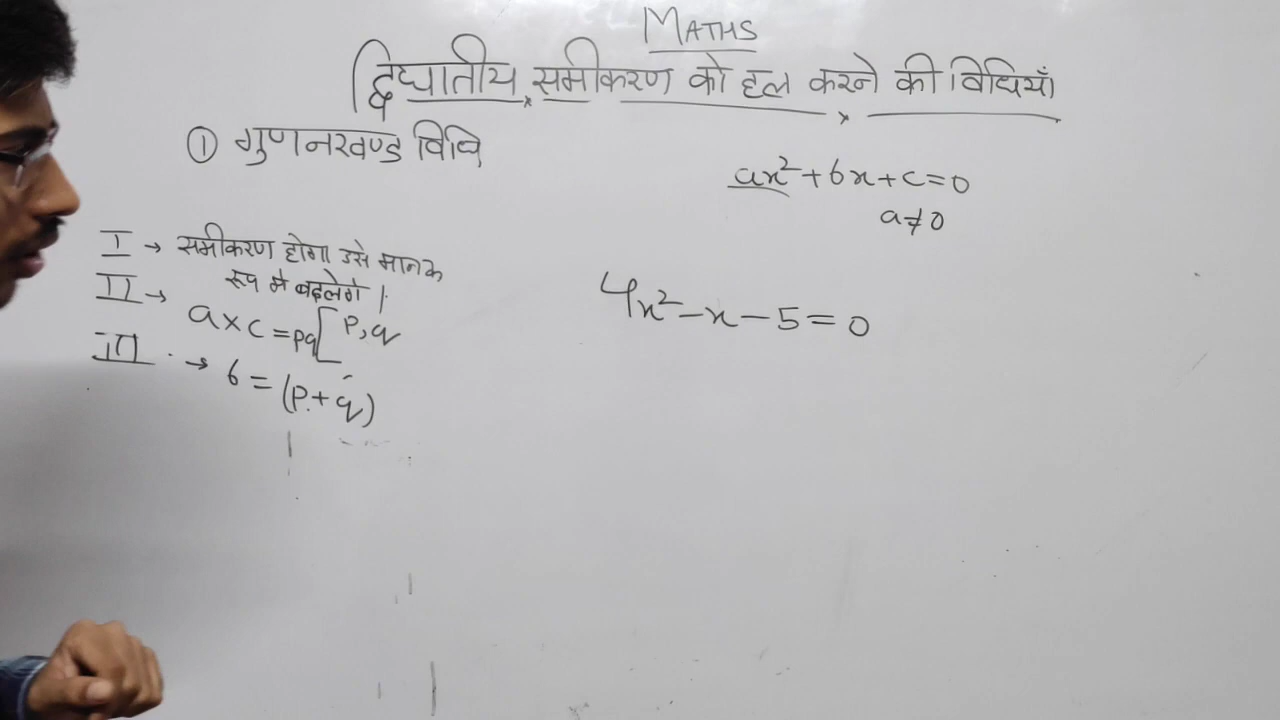 MATHS
द्विघातीय समीकरण को हल करने की विधियाँ
① गुणनखण्ड विधि
ax²+bx+c=0
a≠0
I → समीकरण होगा उसे मानक
रूप मे बदलेगे।
II → a×c=pq[p,q
III → b=(p+q)
4x²-x-5=0